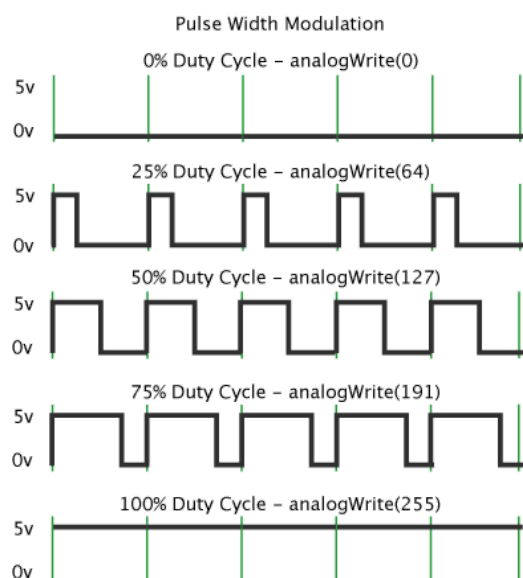 Pulse Width Modulation
0% Duty Cycle – analogWrite(0)
5v
0v
25% Duty Cycle – analogWrite(64)
5v
0v
50% Duty Cycle – analogWrite(127)
5v
0v
75% Duty Cycle – analogWrite(191)
5v
0v
100% Duty Cycle – analogWrite(255)
5v
0v